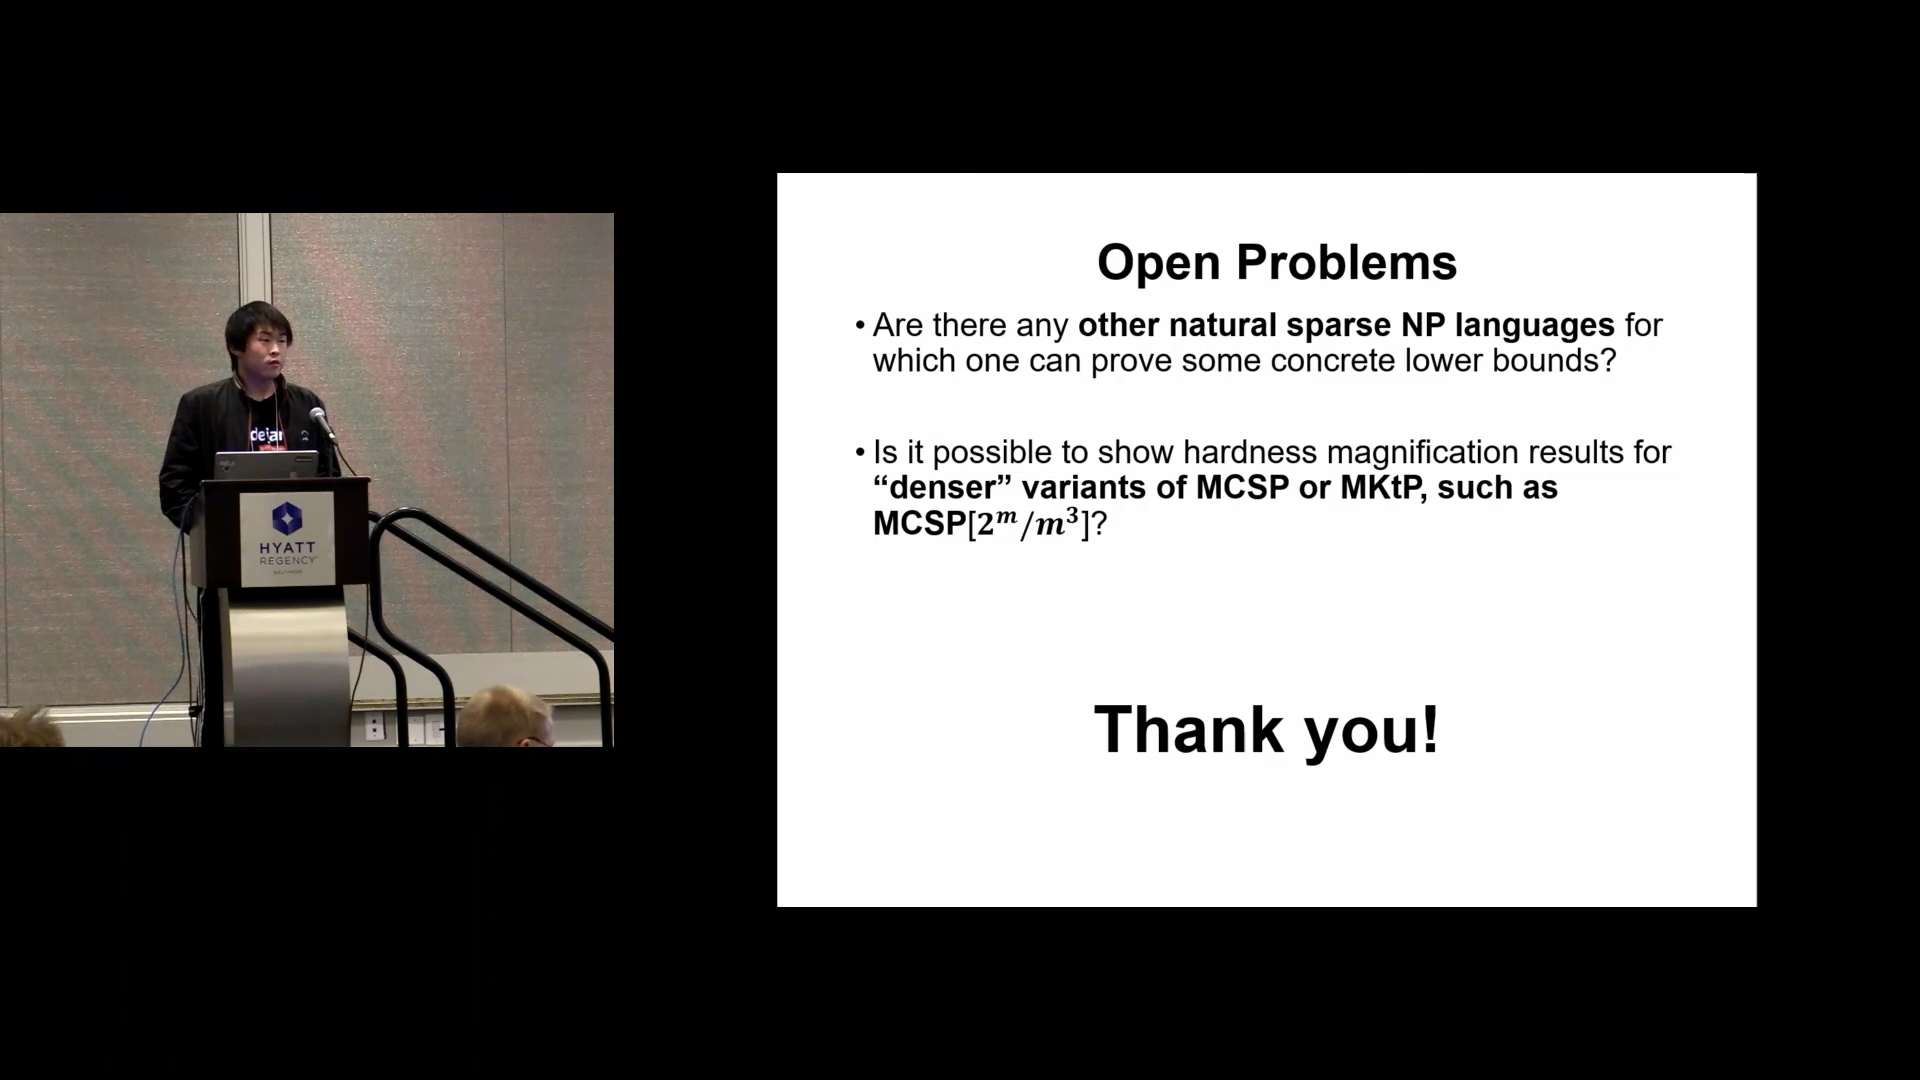 dejar
HYATT
REGENCY
BALTIMORE
Open Problems
• Are there any other natural sparse NP languages for
which one can prove some concrete lower bounds?
• Is it possible to show hardness magnification results for
“denser” variants of MCSP or MKtP, such as
MCSP[2^m/m^3]?
Thank you!